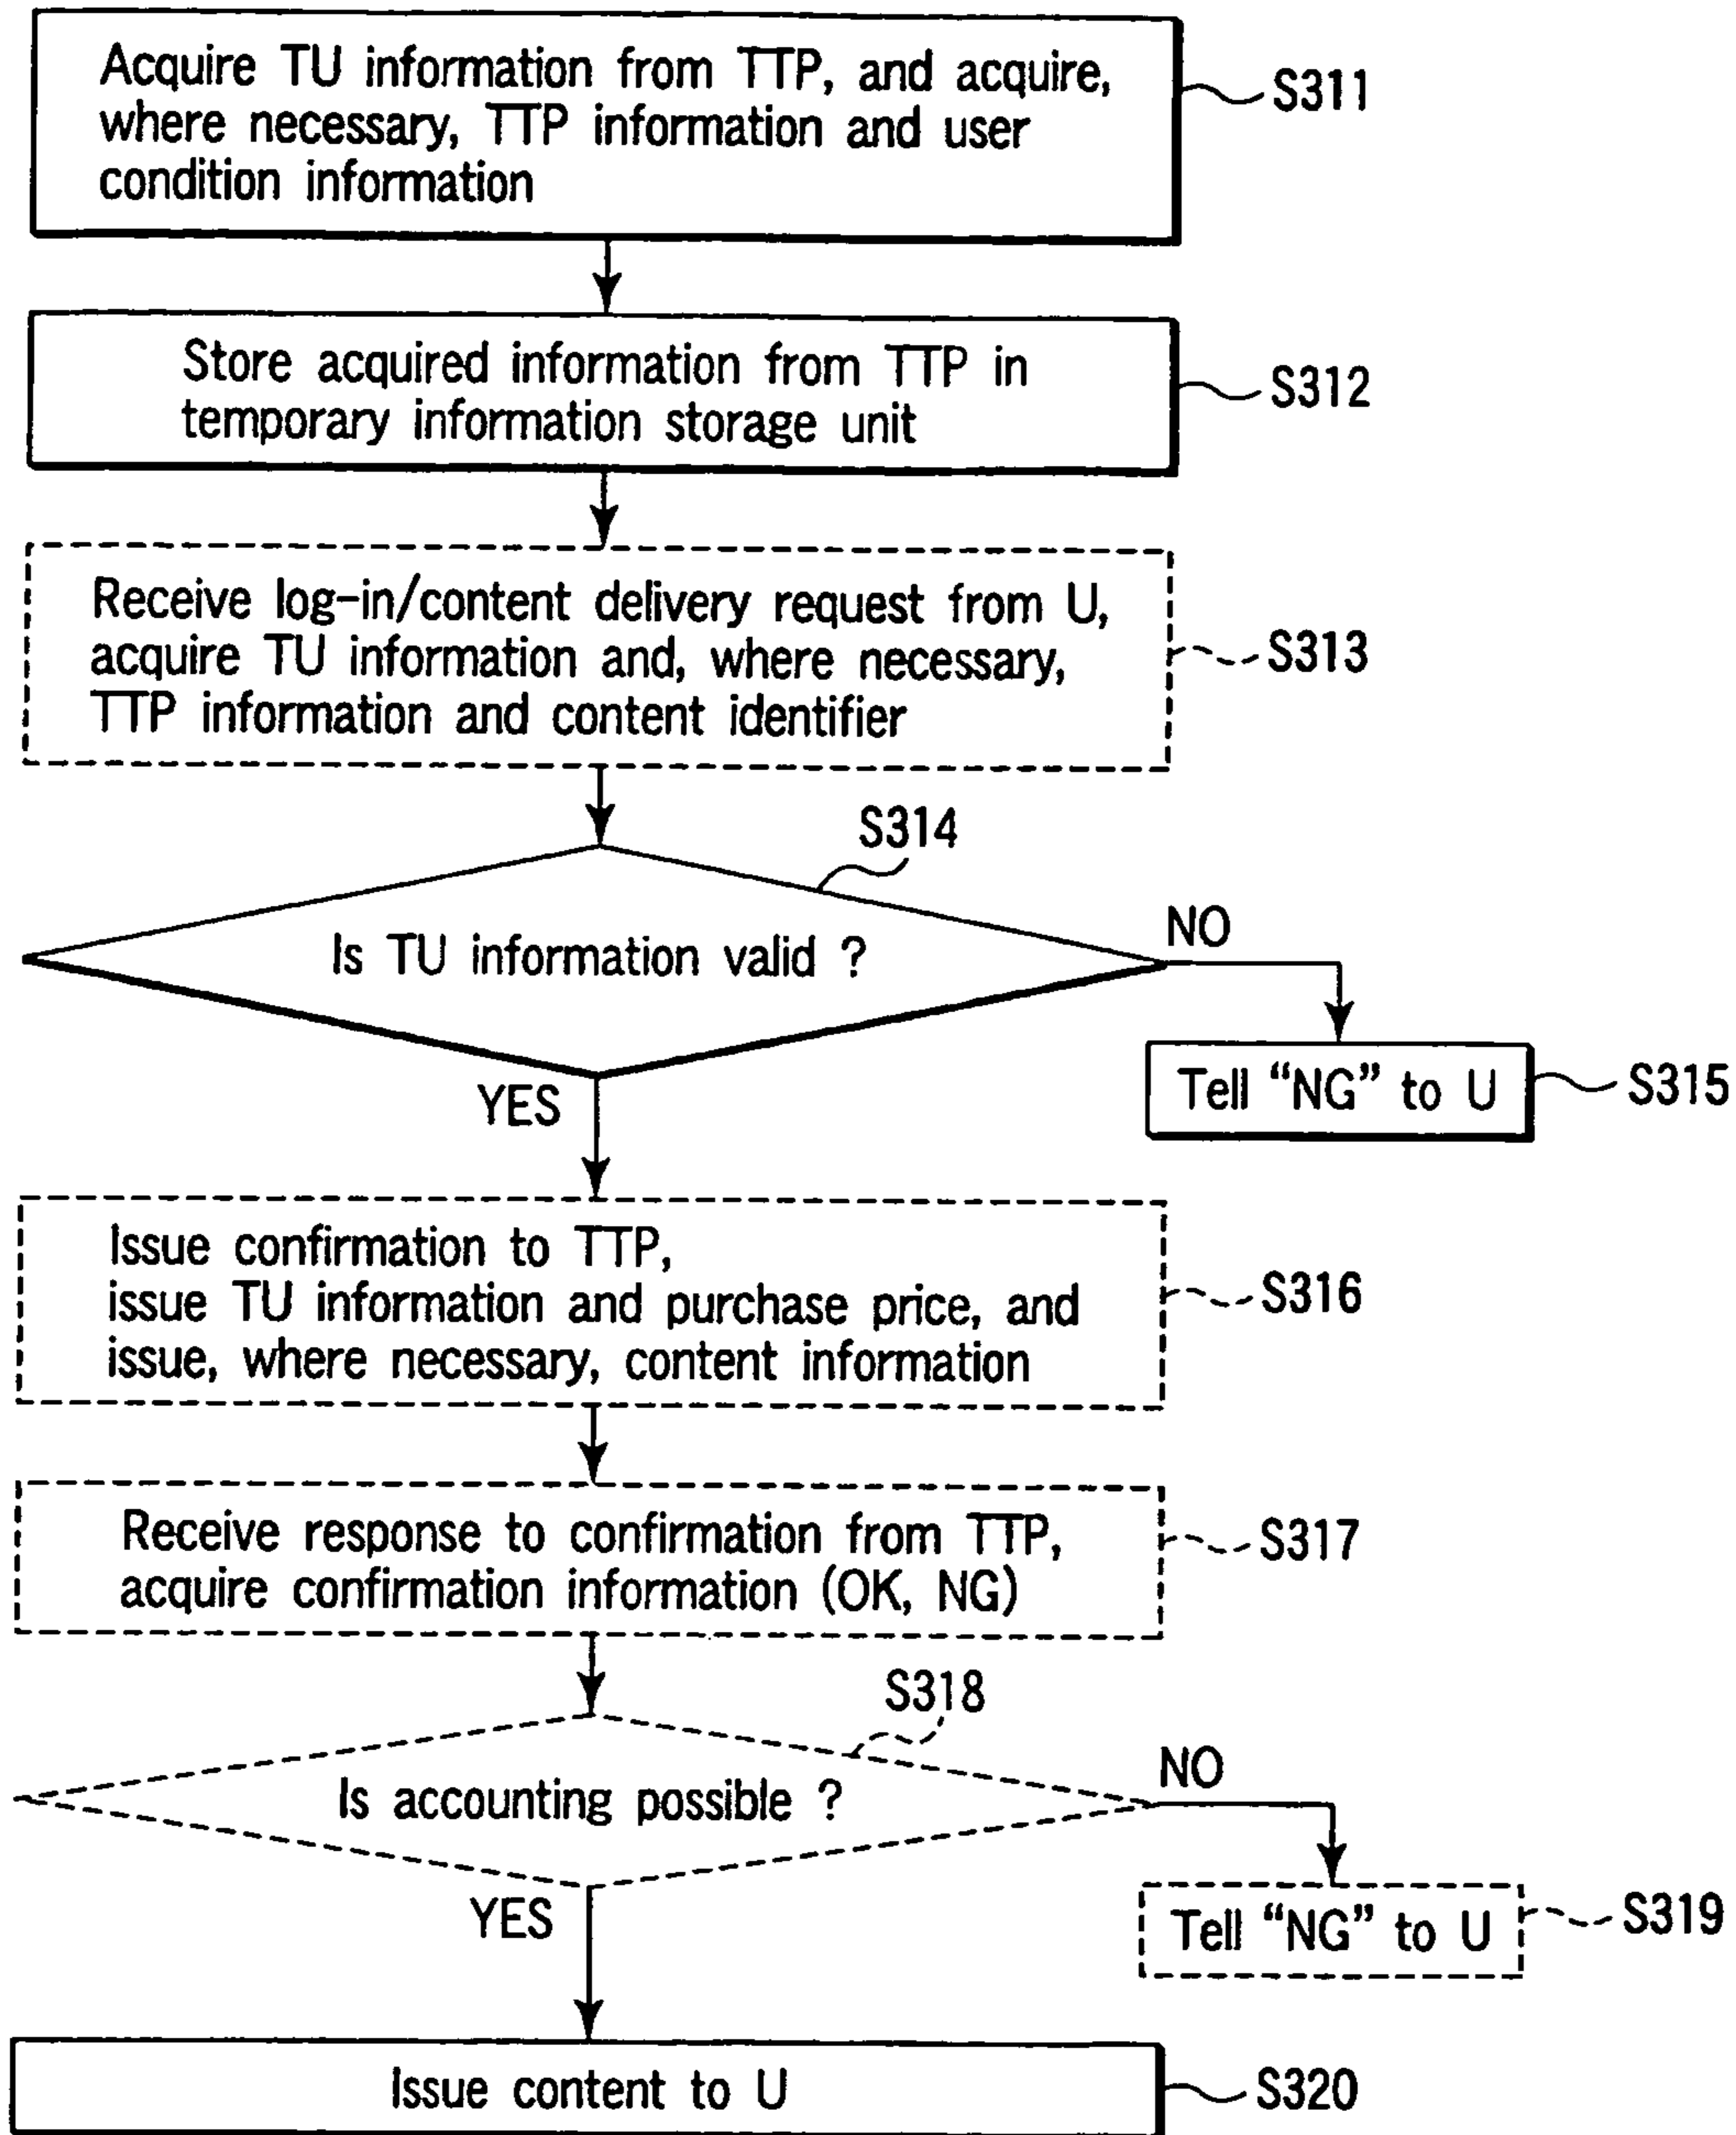 Acquire TU information from TTP, and acquire,
where necessary, TTP information and user
condition information
S311
Store acquired information from TTP in
temporary information storage unit
S312
Receive log-in/content delivery request from U,
acquire TU information and, where necessary,
TTP information and content identifier
S313
S314
Is TU information valid ?
NO
Tell “NG” to U
S315
YES
Issue confirmation to TTP,
issue TU information and purchase price, and
issue, where necessary, content information
S316
Receive response to confirmation from TTP,
acquire confirmation information (OK, NG)
S317
S318
Is accounting possible ?
NO
Tell “NG” to U
S319
YES
Issue content to U
S320